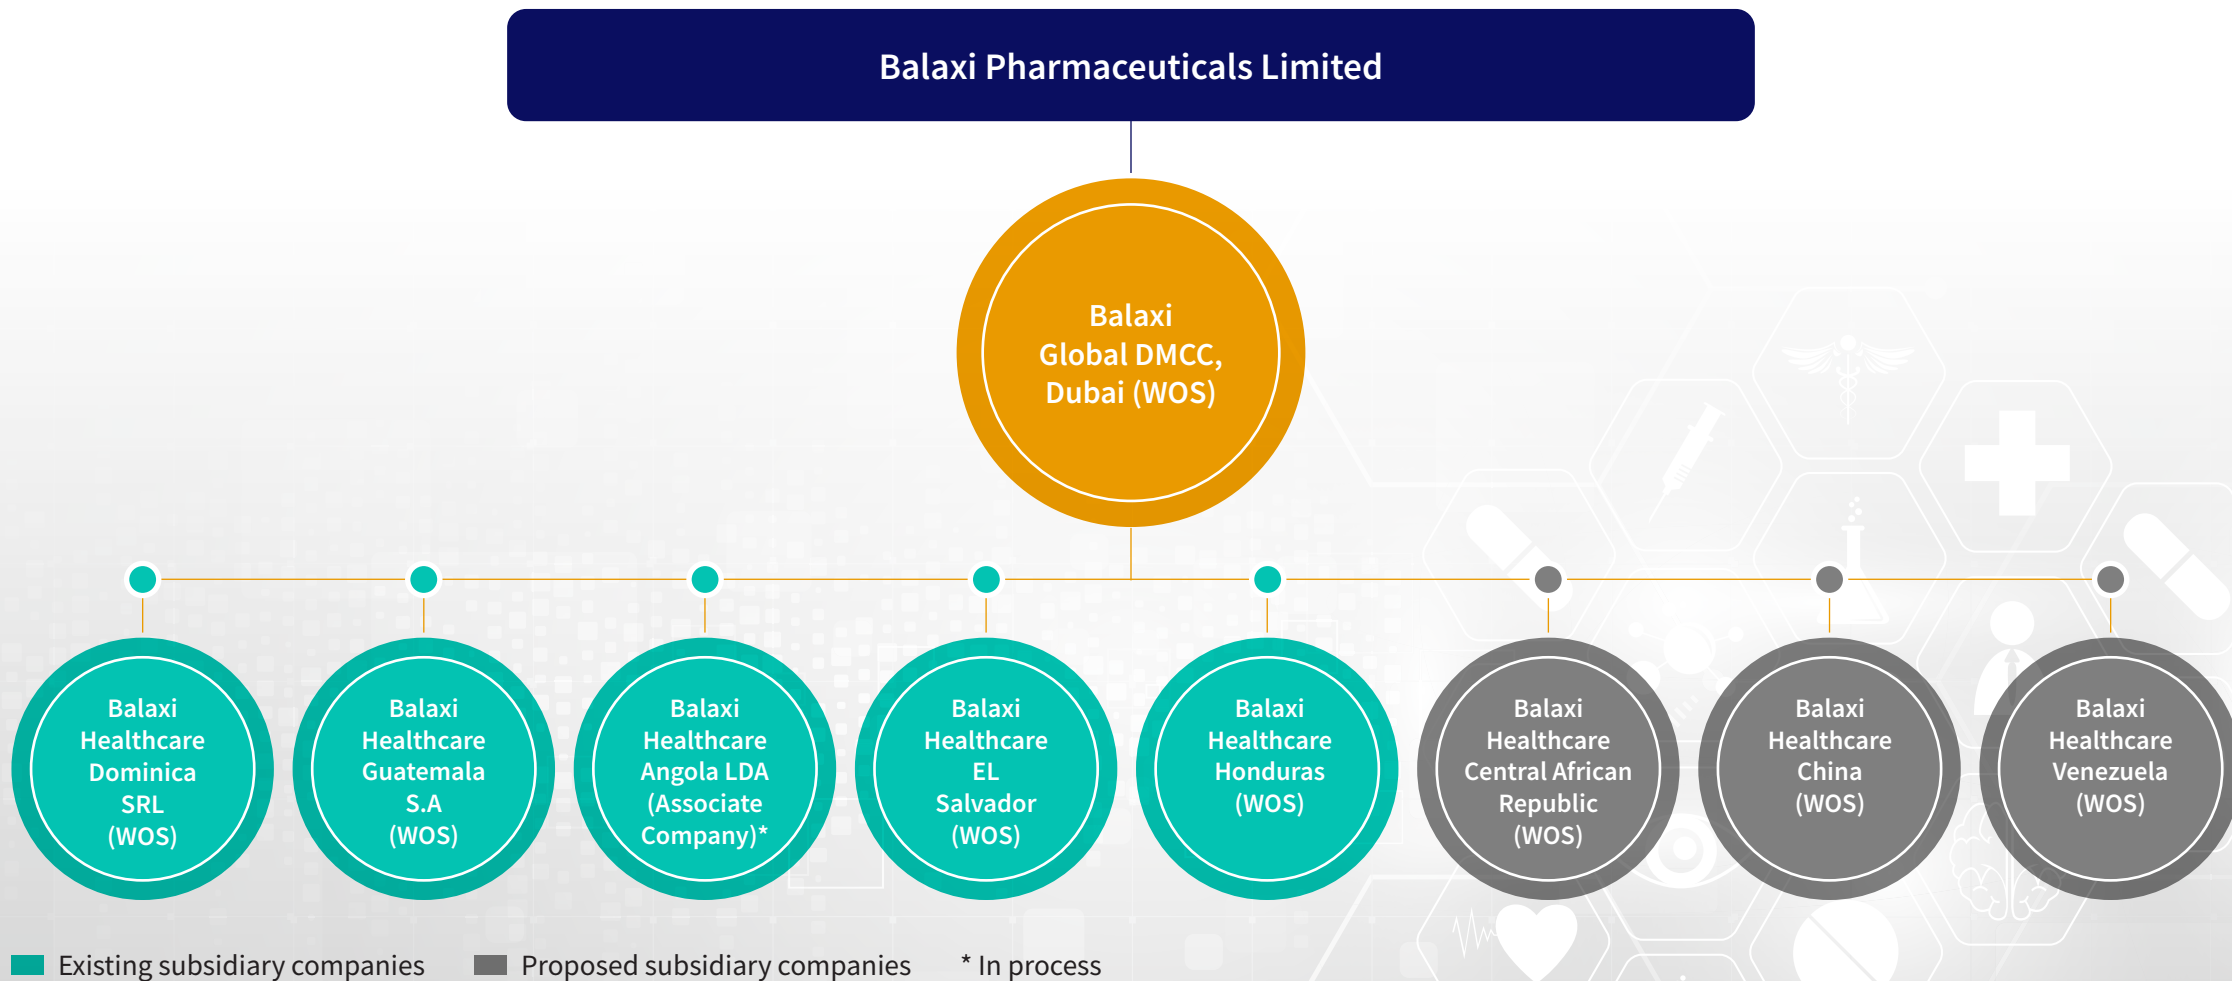 Balaxi Pharmaceuticals Limited
Balaxi
Global DMCC,
Dubai (WOS)
Balaxi
Healthcare
Dominica
SRL
(WOS)
Balaxi
Healthcare
Guatemala
S.A
(WOS)
Balaxi
Healthcare
Angola LDA
(Associate
Company)*
Balaxi
Healthcare
EL
Salvador
(WOS)
Balaxi
Healthcare
Honduras
(WOS)
Balaxi
Healthcare
Central African
Republic
(WOS)
Balaxi
Healthcare
China
(WOS)
Balaxi
Healthcare
Venezuela
(WOS)
Existing subsidiary companies
Proposed subsidiary companies
* In process